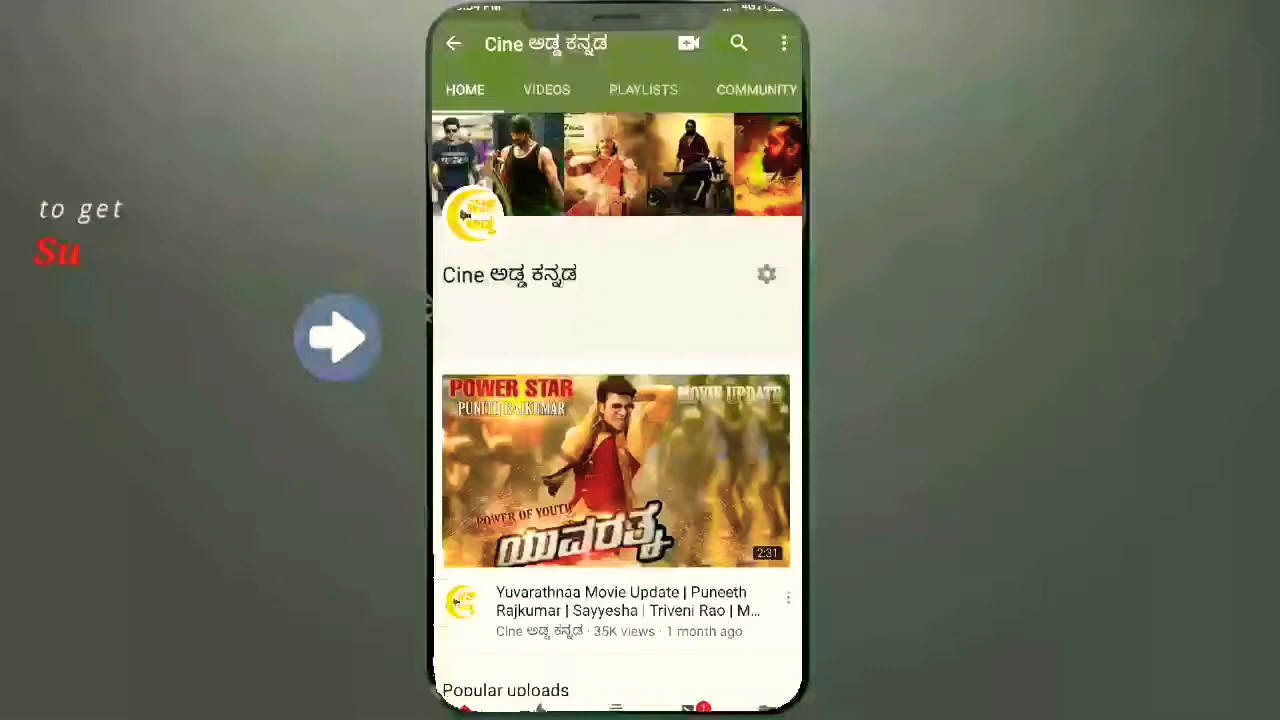 Cine ಅಡ್ಡ ಕನ್ನಡ
HOME VIDEOS PLAYLISTS COMMUNITY
to get
Su
Cine ಅಡ್ಡ ಕನ್ನಡ
POWER STAR
PUNITH RAJKUMAR
MOVIE UPDATE
POWER OF YOUTH
ಯುವರತ್ನ
2:31
Yuvarathnaa Movie Update | Puneeth
Rajkumar | Sayyesha | Triveni Rao | M...
Cine ಅಡ್ಡ ಕನ್ನಡ · 35K views · 1 month ago
Popular uploads
1